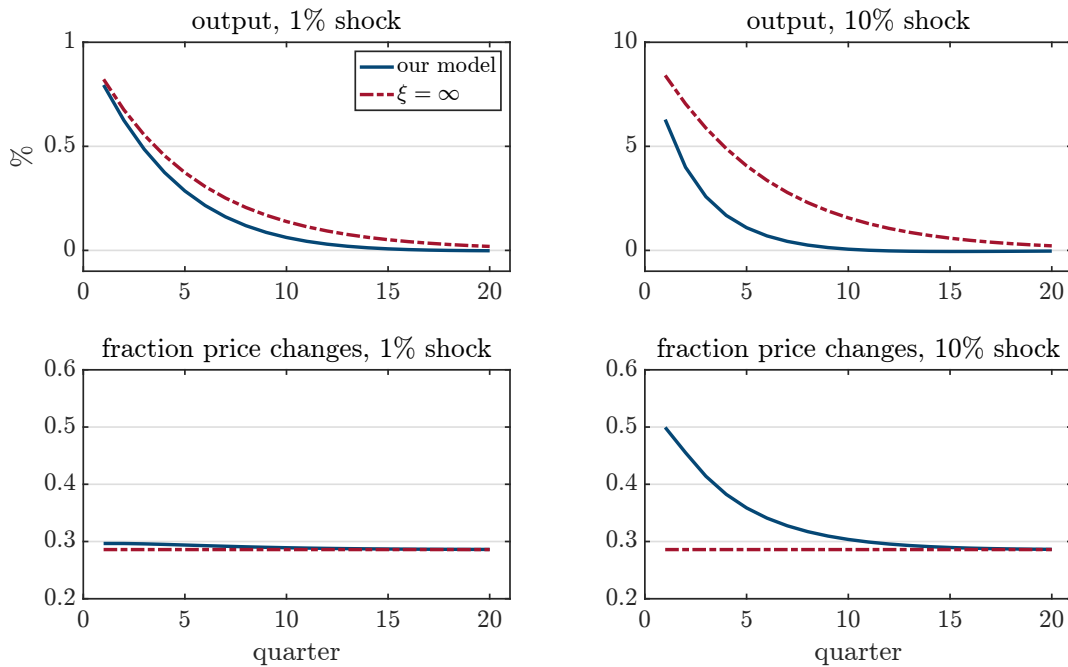 output, 1% shock
1
0.5
0
%
our model
ξ = ∞
0 5 10 15 20
output, 10% shock
10
5
0
0 5 10 15 20
fraction price changes, 1% shock
0.6
0.5
0.4
0.3
0.2
0 5 10 15 20
quarter
fraction price changes, 10% shock
0.6
0.5
0.4
0.3
0.2
0 5 10 15 20
quarter